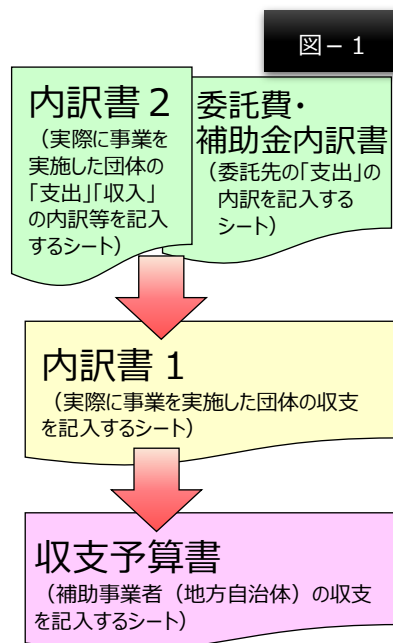 図－１
内訳書２
（実際に事業を
実施した団体の
「支出」「収入」
の内訳等を記入
するシート）
委託費・
補助金内訳書
（委託先の「支出」の
内訳を記入する
シート）
内訳書１
（実際に事業を実施した団体の収支
を記入するシート）
収支予算書
（補助事業者（地方自治体）の収支
を記入するシート）